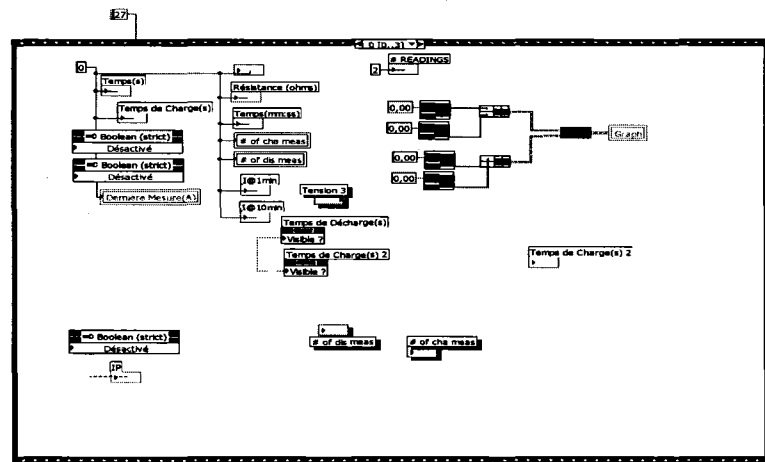 27
0 [0..3]
0
# READINGS
2
Temps(s)
Résistance (ohms)
Temps de Charge(s)
Temps(mm:ss)
0,00
0,00
Graph
Boolean (strict)
Désactivé
# of cha meas
# of dis meas
Boolean (strict)
Désactivé
0,00
0,00
Dernière Mesure(A)
I@1min
Tension 3
I@10min
Temps de Décharge(s)
Visible ?
Temps de Charge(s) 2
Visible ?
Temps de Charge(s) 2
Boolean (strict)
Désactivé
# of dis meas
# of cha meas
IP